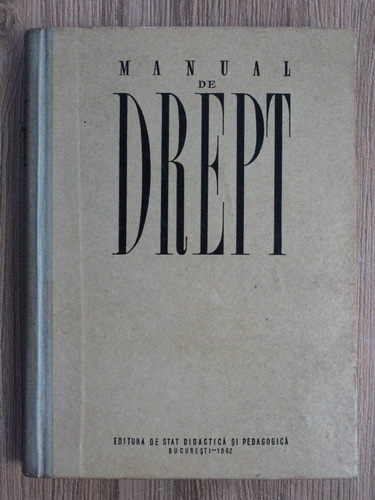 MANUAL
DE
DREPT
EDITURA DE STAT DIDACTICĂ ȘI PEDAGOGICĂ
BUCUREȘTI—1962